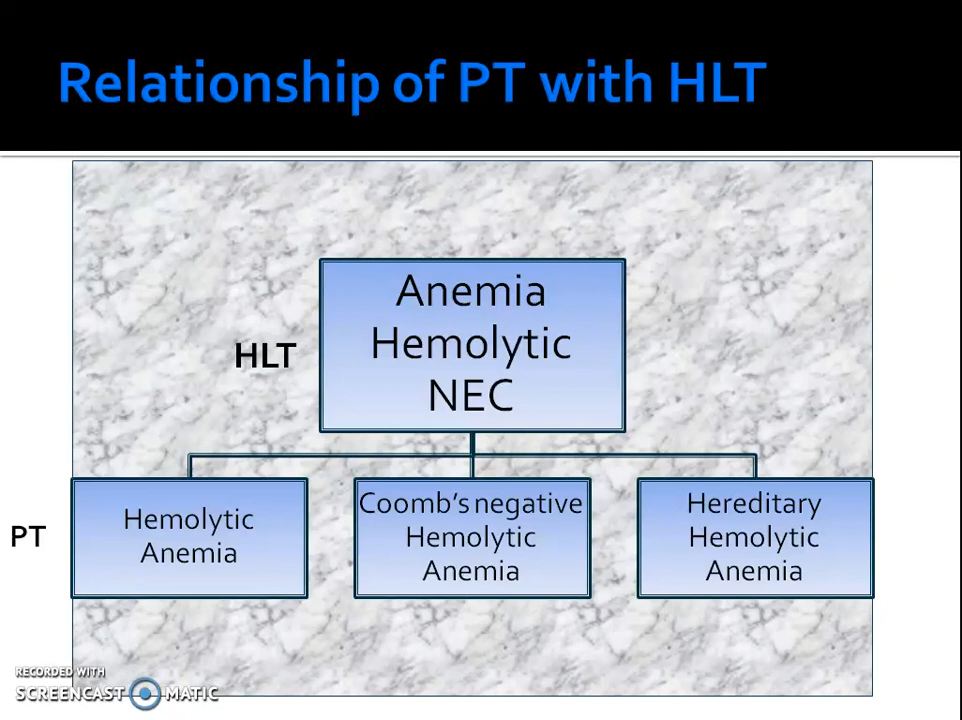 Relationship of PT with HLT
HLT
Anemia
Hemolytic
NEC
PT
Hemolytic
Anemia
Coomb's negative
Hemolytic
Anemia
Hereditary
Hemolytic
Anemia
RECORDED WITH
SCREENCAST MATIC